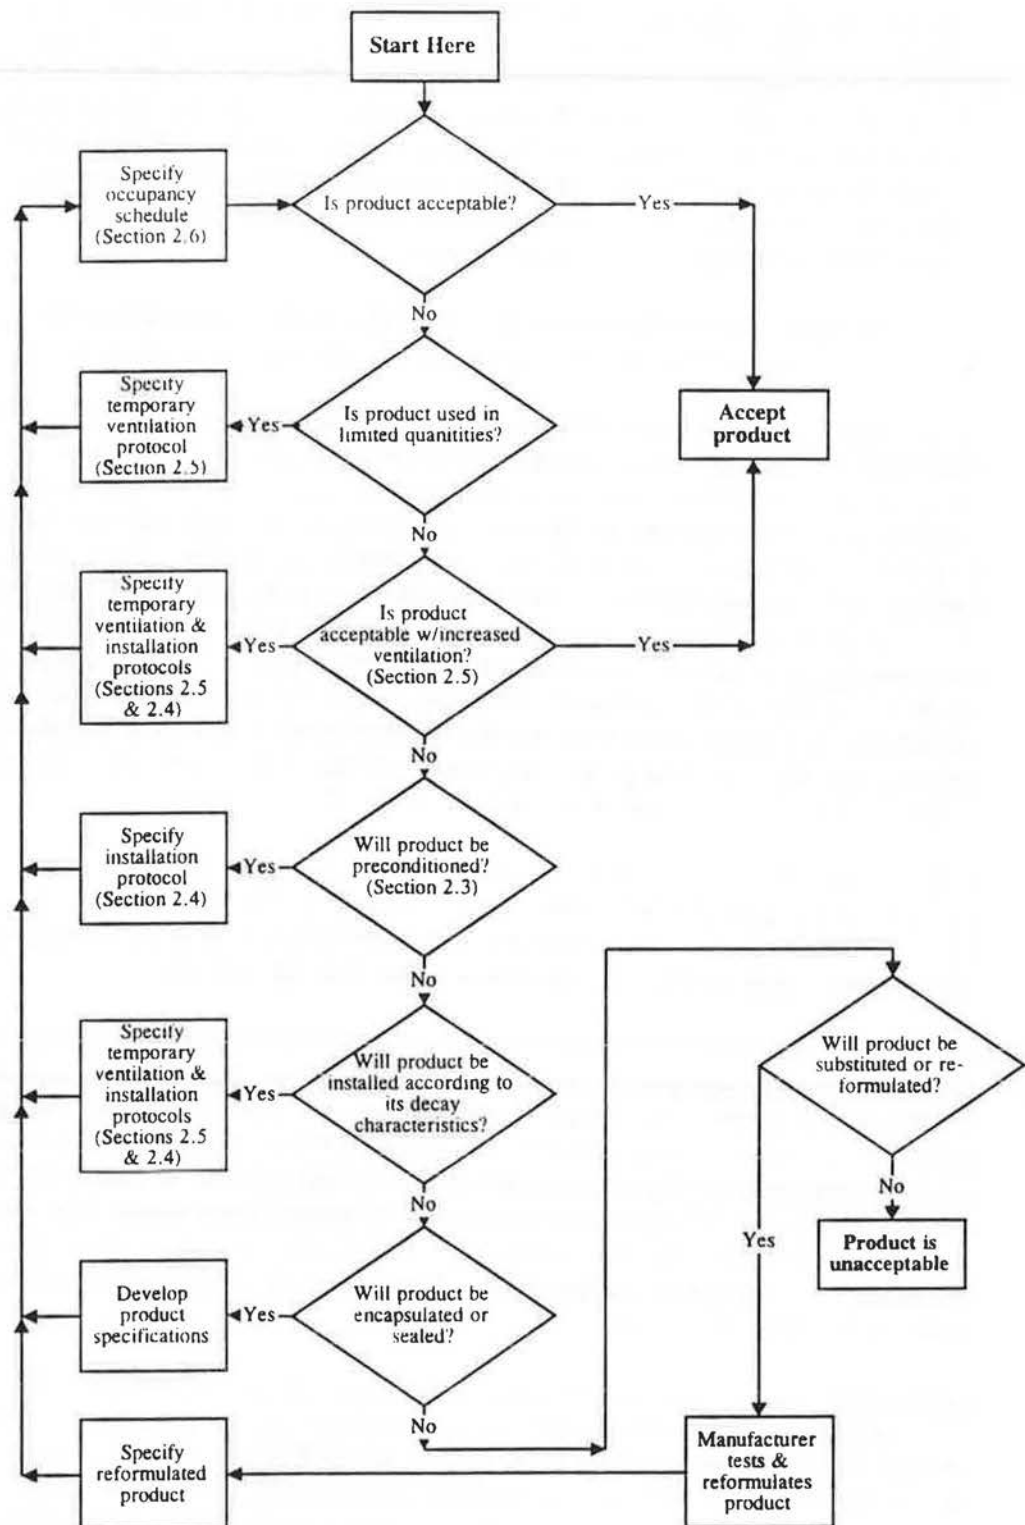 Start Here
Specify
occupancy
schedule
(Section 2.6)
Is product acceptable?
Yes
No
Specify
temporary
ventilation
protocol
(Section 2.5)
Yes
Is product used in
limited quanitities?
Accept
product
No
Specify
temporary
ventilation &
installation
protocols
(Sections 2.5
& 2.4)
Yes
Is product
acceptable w/increased
ventilation?
(Section 2.5)
Yes
No
Specify
installation
protocol
(Section 2.4)
Yes
Will product be
preconditioned?
(Section 2.3)
No
Specify
temporary
ventilation &
installation
protocols
(Sections 2.5
& 2.4)
Yes
Will product be
installed according to
its decay
characteristics?
Will product be
substituted or re-
formulated?
No
No
Yes
Product is
unacceptable
Develop
product
specifications
Yes
Will product be
encapsulated or
sealed?
No
Specify
reformulated
product
Manufacturer
tests &
reformulates
product